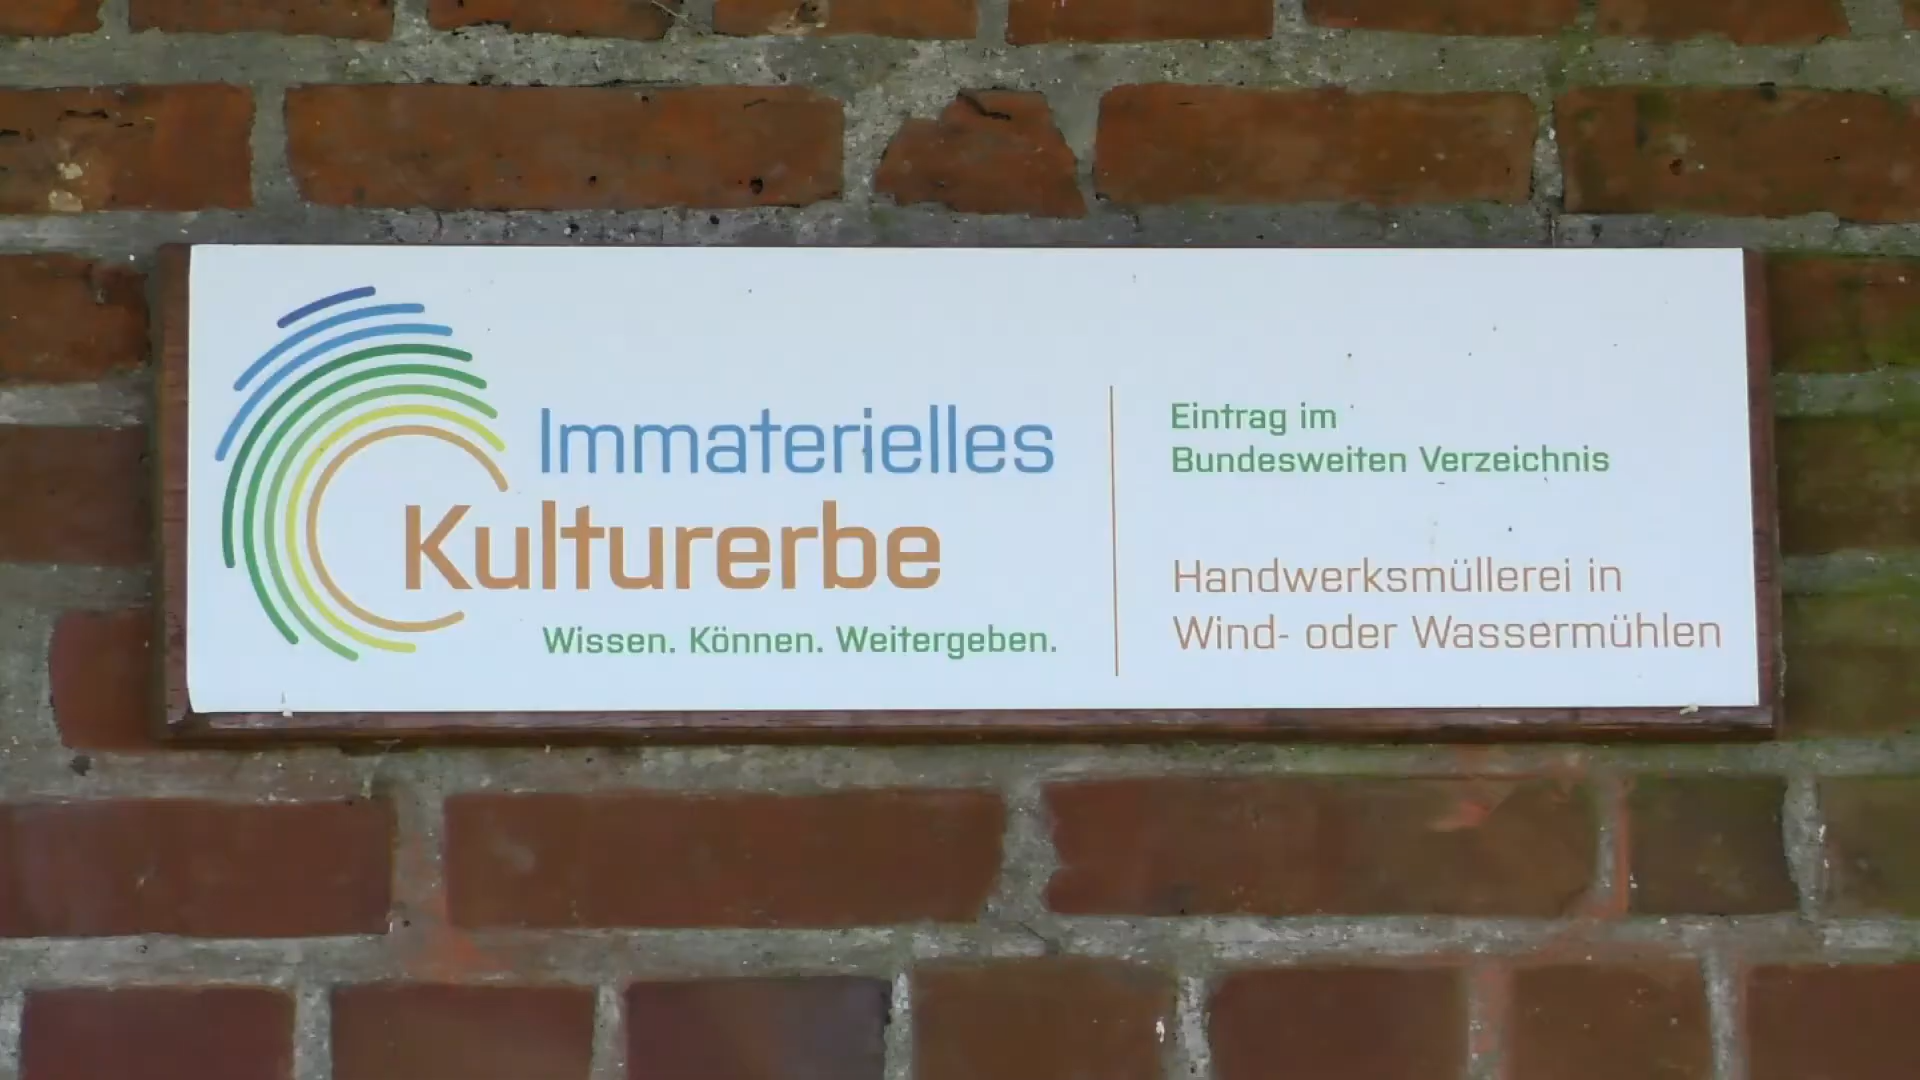 Immaterielles
Kulturerbe
Wissen. Können. Weitergeben.
Eintrag im
Bundesweiten Verzeichnis
Handwerksmüllerei in
Wind- oder Wassermühlen